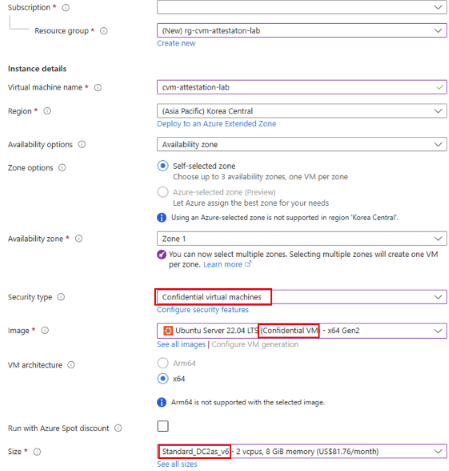 Subscription *
Resource group *
(New) rg-cvm-attestaton-lab
Create new
Instance details
Virtual machine name *
cvm-attestation-lab
Region *
(Asia Pacific) Korea Central
Deploy to an Azure Extended Zone
Availability options
Availability zone
Zone options
Self-selected zone
Choose up to 3 availability zones, one VM per zone
Azure-selected zone (Preview)
Let Azure assign the best zone for your needs
Using an Azure-selected zone is not supported in region 'Korea Central'.
Availability zone *
Zone 1
You can now select multiple zones. Selecting multiple zones will create one VM
per zone. Learn more
Security type
Confidential virtual machines
Configure security features
Image *
Ubuntu Server 22.04 LTS (Confidential VM) - x64 Gen2
See all images | Configure VM generation
VM architecture
Arm64
x64
Arm64 is not supported with the selected image.
Run with Azure Spot discount
Size *
Standard_DC2as_v6 - 2 vcpus, 8 GiB memory (US$81.76/month)
See all sizes